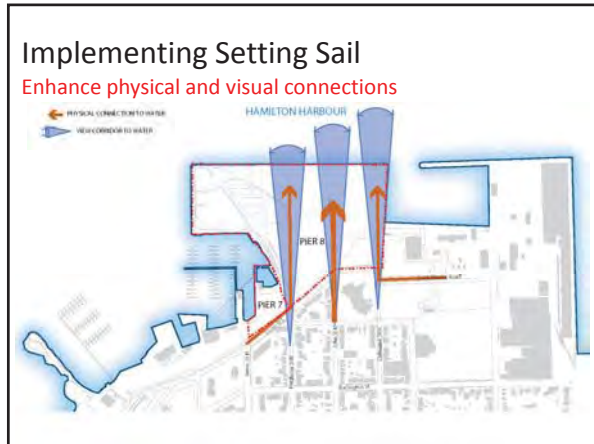 Implementing Setting Sail
Enhance physical and visual connections
PHYSICAL CONNECTION TO WATER
VIEW CORRIDOR TO WATER
HAMILTON HARBOUR
PIER 8
PIER 7